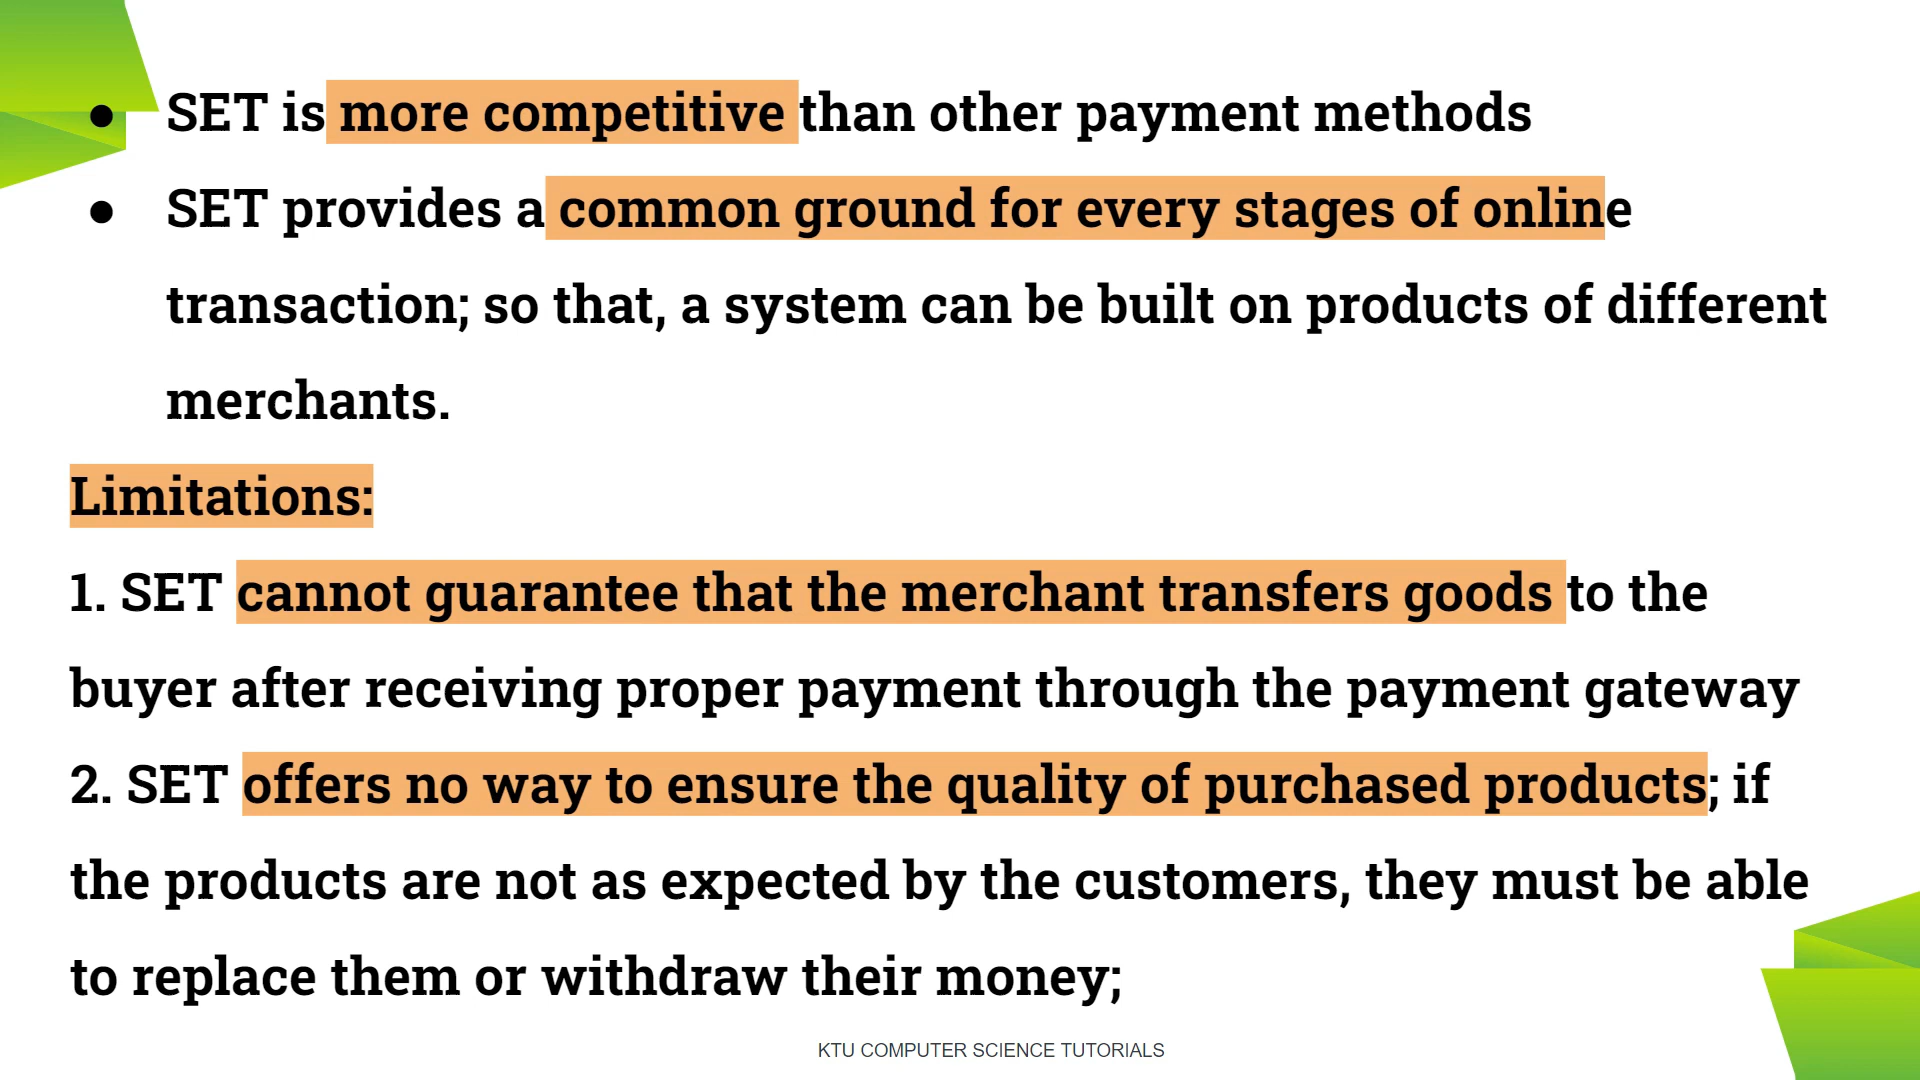 ● SET is more competitive than other payment methods
● SET provides a common ground for every stages of online
transaction; so that, a system can be built on products of different
merchants.
Limitations:
1. SET cannot guarantee that the merchant transfers goods to the
buyer after receiving proper payment through the payment gateway
2. SET offers no way to ensure the quality of purchased products; if
the products are not as expected by the customers, they must be able
to replace them or withdraw their money;
KTU COMPUTER SCIENCE TUTORIALS